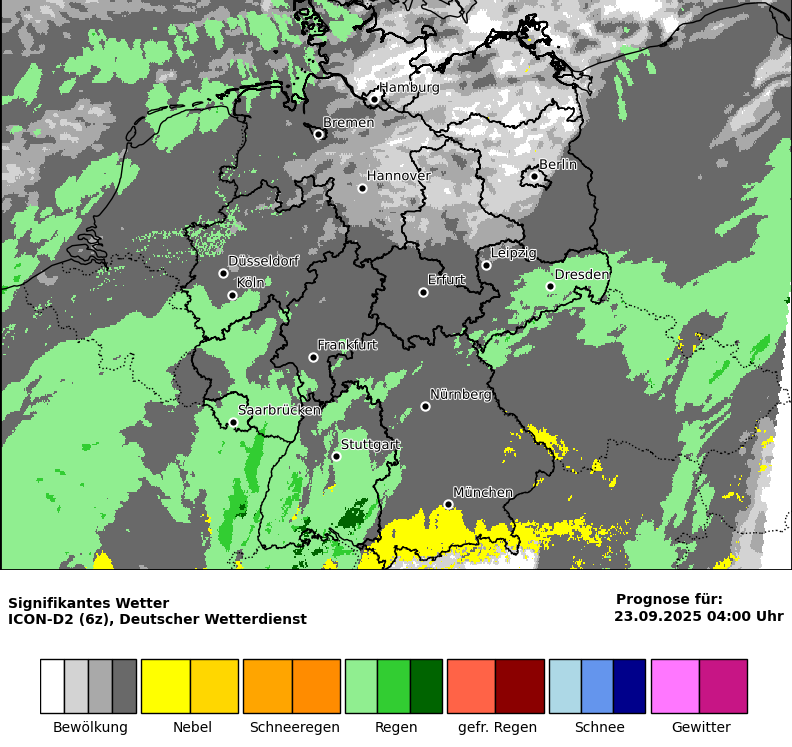 Hamburg
Bremen
Berlin
Hannover
Leipzig
Düsseldorf
Dresden
Köln
Erfurt
Frankfurt
Nürnberg
Saarbrücken
Stuttgart
München
Signifikantes Wetter
ICON-D2 (6z), Deutscher Wetterdienst
Prognose für:
23.09.2025 04:00 Uhr
Bewölkung
Nebel
Schneeregen
Regen
gefr. Regen
Schnee
Gewitter